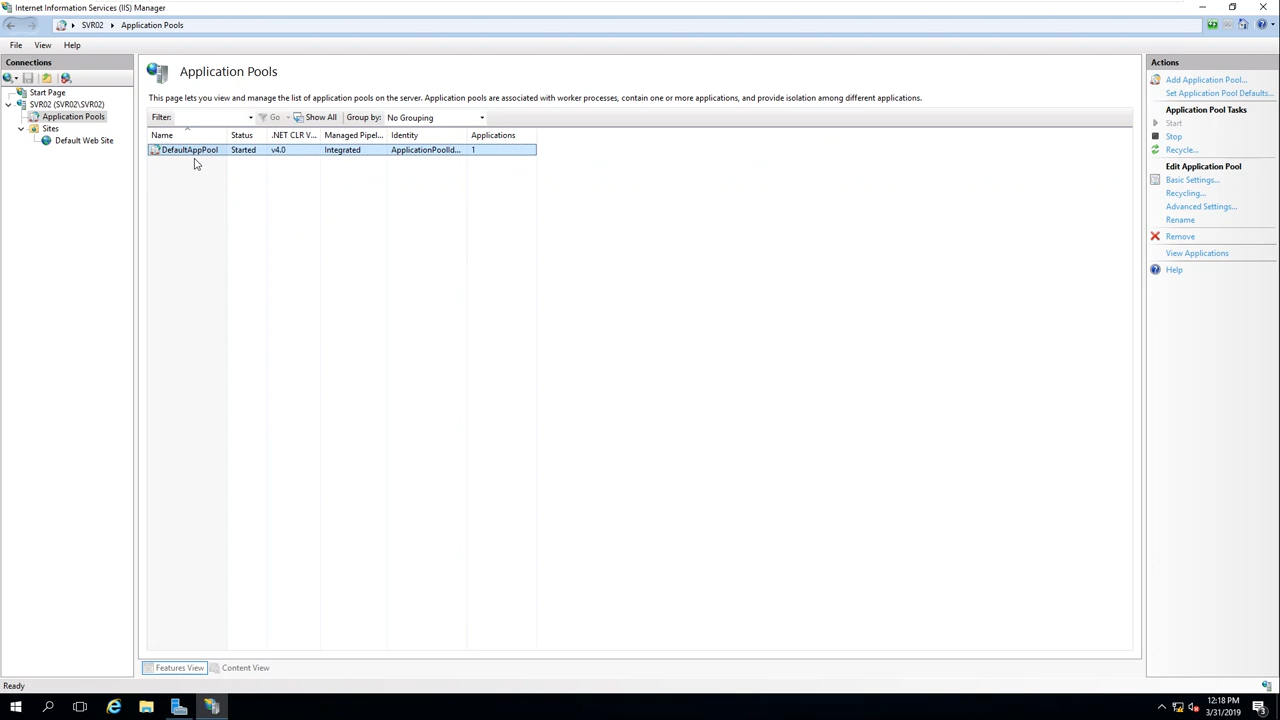 Internet Information Services (IIS) Manager
SVR02 Application Pools
File View Help
Connections
Start Page
SVR02 (SVR02\SVR02)
Application Pools
Sites
Default Web Site
Application Pools
This page lets you view and manage the list of application pools on the server. Application pools are associated with worker processes, contain one or more applications, and provide isolation among different applications.
Filter: Go Show All Group by: No Grouping
Name Status .NET CLR V... Managed Pipel... Identity Applications
DefaultAppPool Started v4.0 Integrated ApplicationPoolId... 1
Features View Content View
Actions
Add Application Pool...
Set Application Pool Defaults...
Application Pool Tasks
Start
Stop
Recycle...
Edit Application Pool
Basic Settings...
Recycling...
Advanced Settings...
Rename
Remove
View Applications
Help
Ready
12:18 PM
3/31/2019